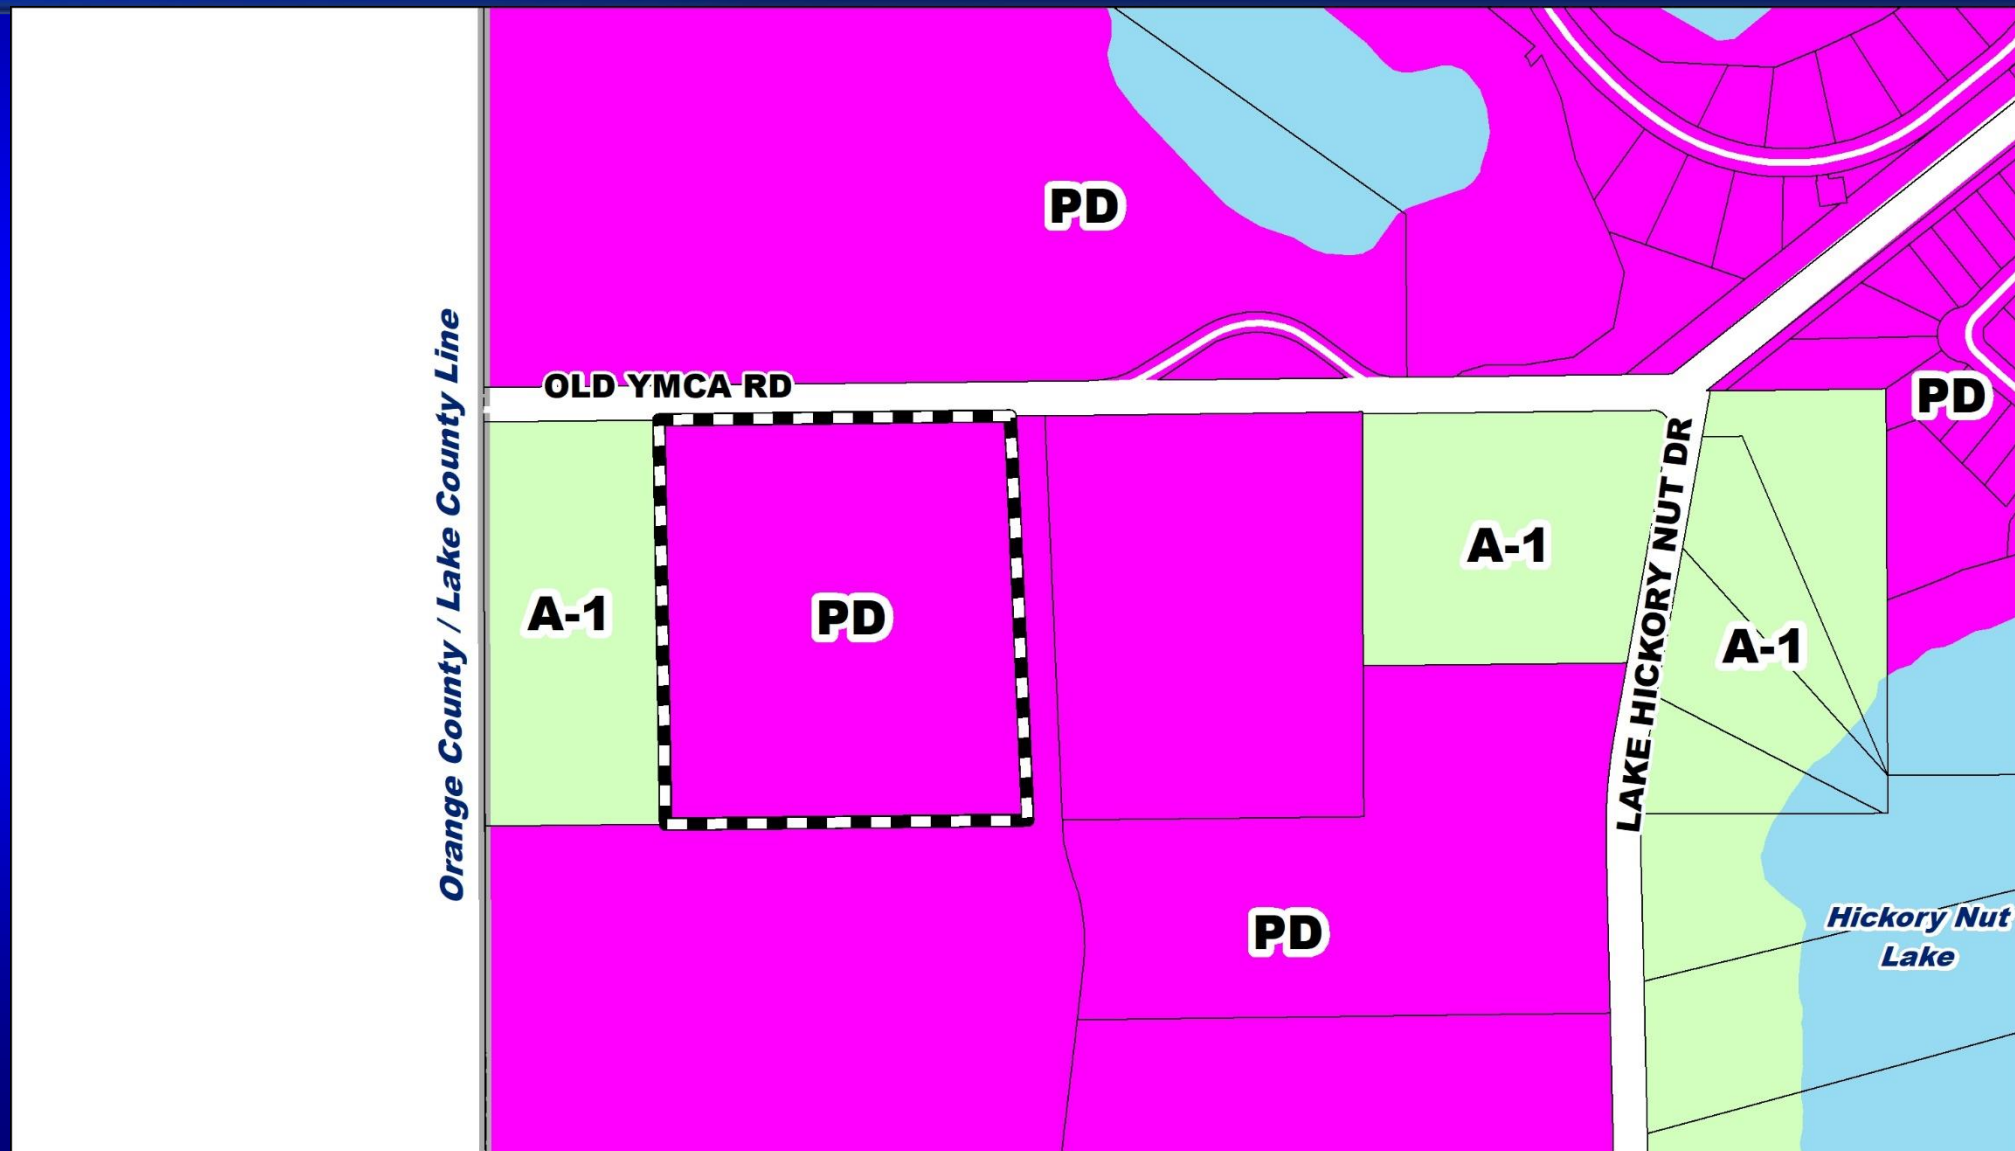 PD
Orange County / Lake County Line
OLD YMCA RD
PD
LAKE HICKORY NUT DR
A-1
A-1
PD
A-1
PD
Hickory Nut
Lake